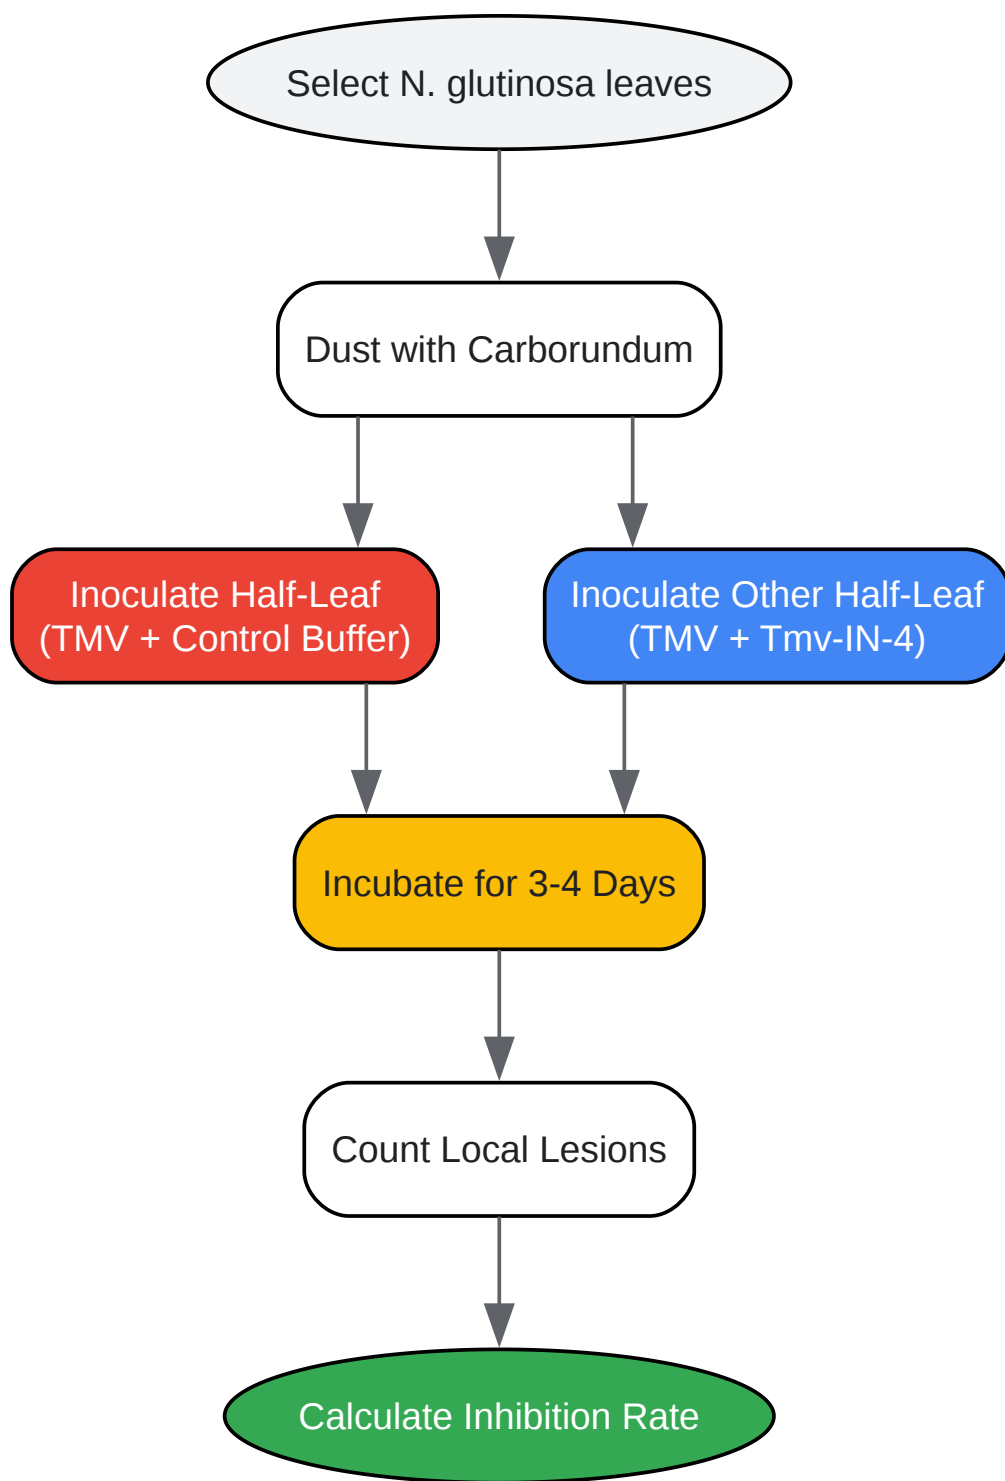 Select N. glutinosa leaves
Dust with Carborundum
Inoculate Half-Leaf
(TMV + Control Buffer)
Inoculate Other Half-Leaf
(TMV + Tmv-IN-4)
Incubate for 3-4 Days
Count Local Lesions
Calculate Inhibition Rate